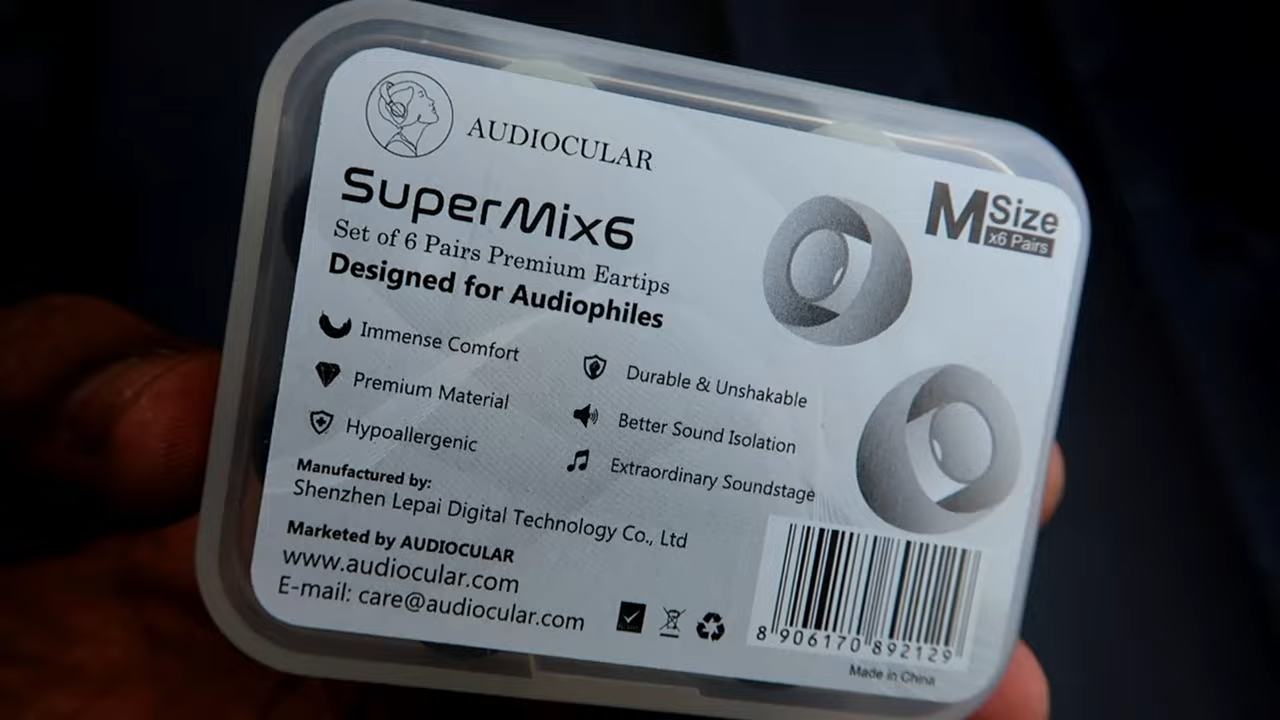 AUDIOCULAR
SuperMix6
Set of 6 Pairs Premium Eartips
Designed for Audiophiles
M Size
x6 Pairs
Immense Comfort
Premium Material
Hypoallergenic
Durable & Unshakable
Better Sound Isolation
Extraordinary Soundstage
Manufactured by:
Shenzhen Lepai Digital Technology Co., Ltd
Marketed by AUDIOCULAR
www.audiocular.com
E-mail: care@audiocular.com
8 906170 892129
Made in China